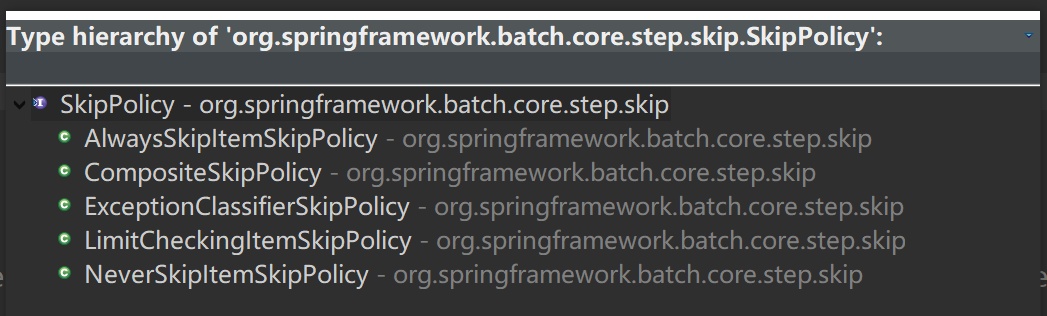 Type hierarchy of 'org.springframework.batch.core.step.skip.SkipPolicy':
SkipPolicy - org.springframework.batch.core.step.skip
AlwaysSkipItemSkipPolicy - org.springframework.batch.core.step.skip
CompositeSkipPolicy - org.springframework.batch.core.step.skip
ExceptionClassifierSkipPolicy - org.springframework.batch.core.step.skip
LimitCheckingItemSkipPolicy - org.springframework.batch.core.step.skip
NeverSkipItemSkipPolicy - org.springframework.batch.core.step.skip